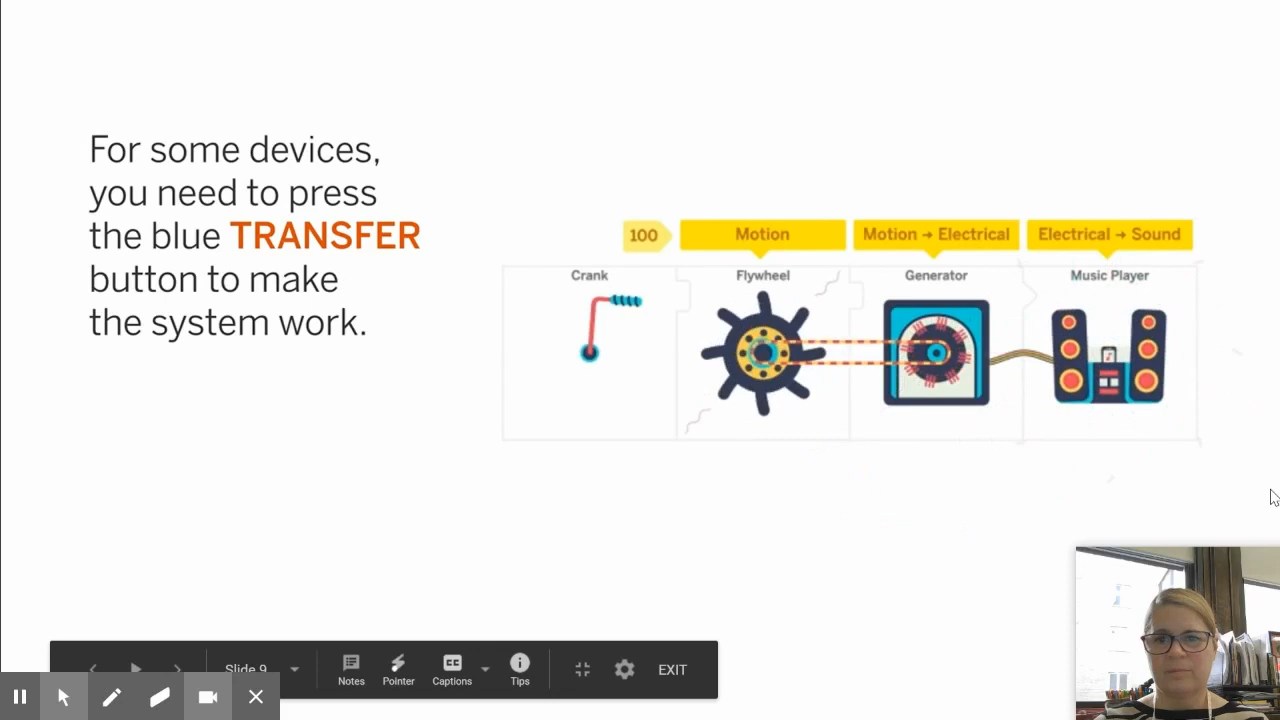 For some devices,
you need to press
the blue TRANSFER
button to make
the system work.
100
Motion
Motion → Electrical
Electrical → Sound
Crank
Flywheel
Generator
Music Player
Slide 9
Notes
Pointer
CC
Captions
Tips
EXIT